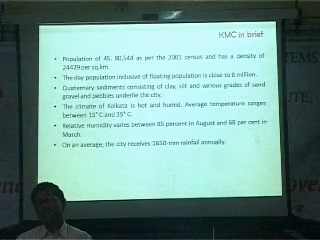 KMC in brief
• Population of 45, 80,544 as per the 2001 census and has a density of
24429 per sq.km.
• The day population inclusive of floating population is close to 8 million.
• Quaternary sediments consisting of clay, silt and various grades of sand
gravel and pebbles underlie the city.
• The climate of Kolkata is hot and humid. Average temperature ranges
between 15° C and 35° C.
• Relative Humidity varies between 85 percent in August and 68 per cent in
March.
• On an average, the city receives 1650-mm rainfall annually.